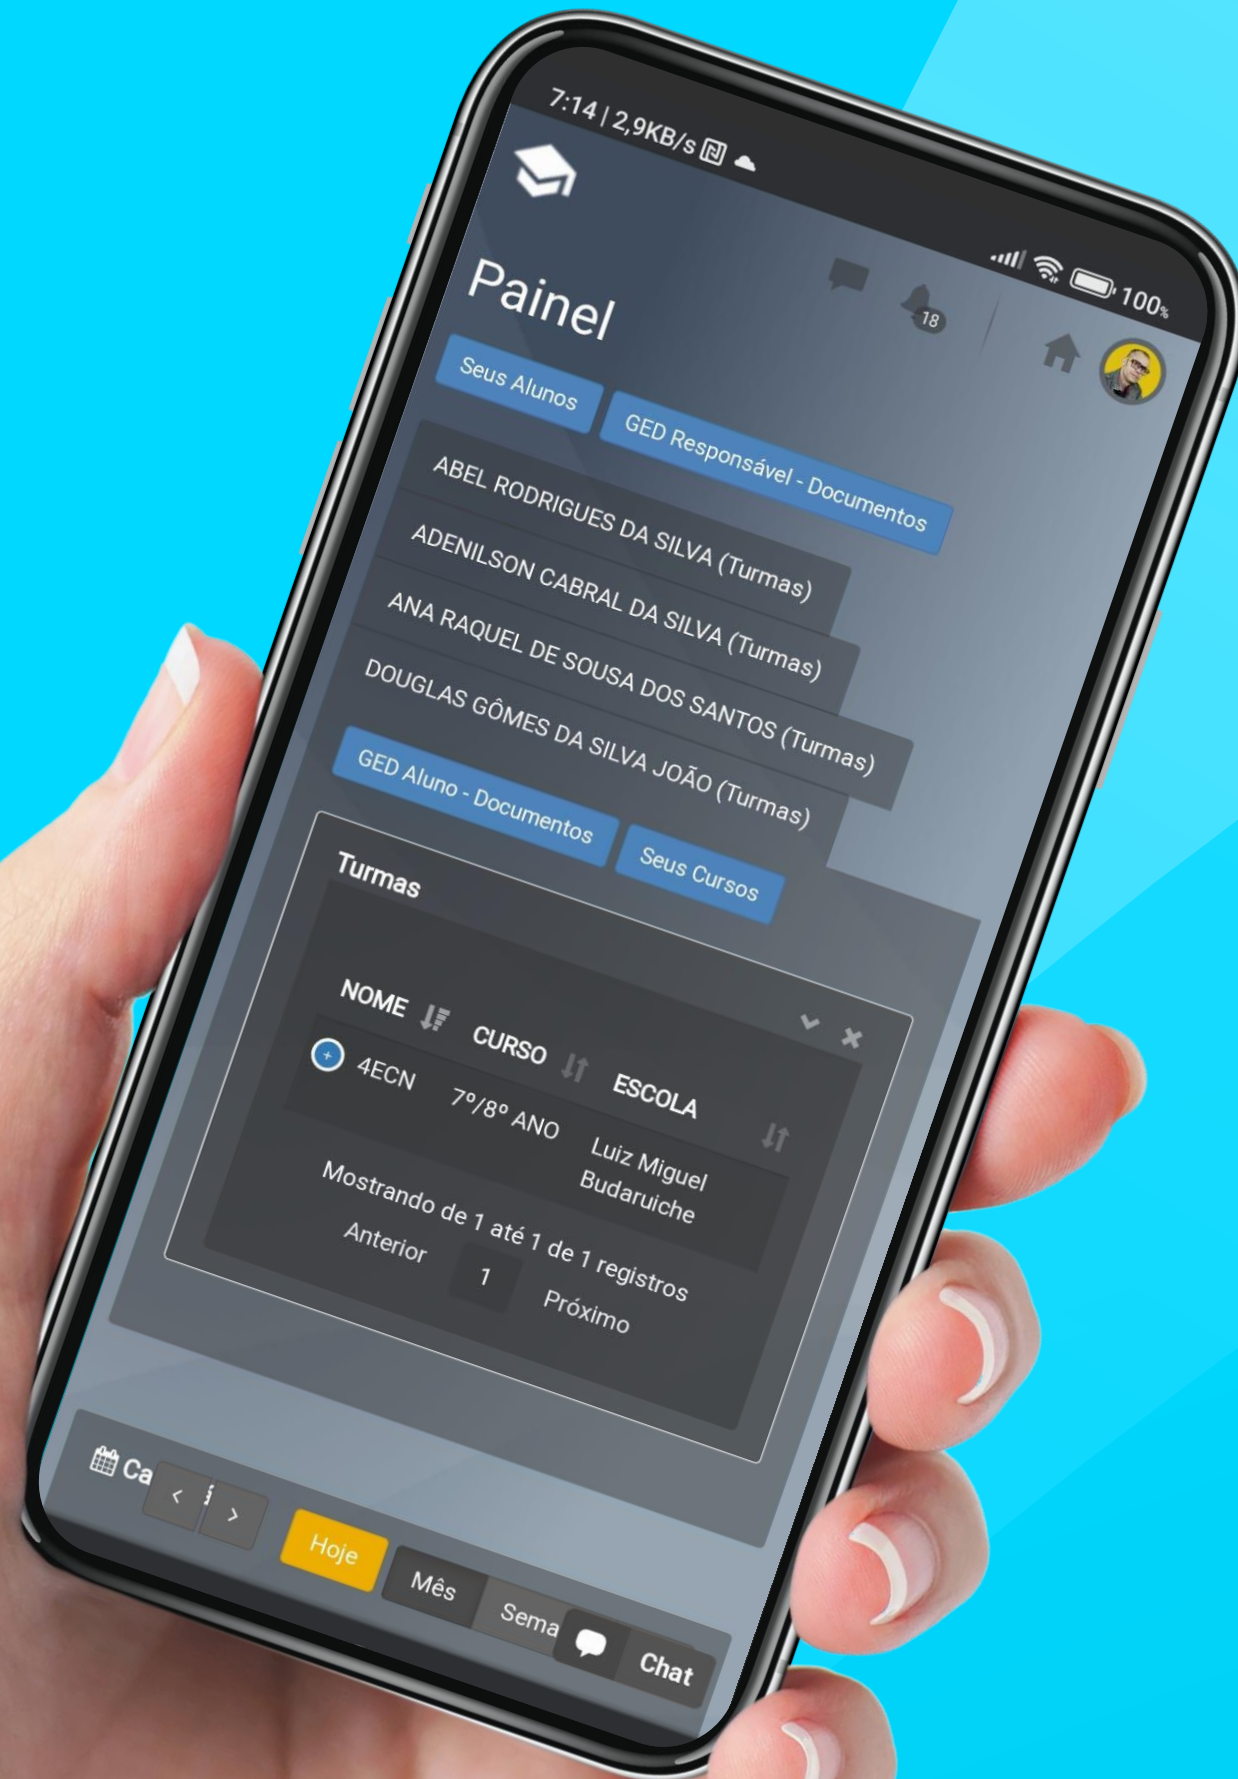 7:14 | 2,9KB/s
100%
Painel
18
Seus Alunos
GED Responsável - Documentos
ABEL RODRIGUES DA SILVA (Turmas)
ADENILSON CABRAL DA SILVA (Turmas)
ANA RAQUEL DE SOUSA DOS SANTOS (Turmas)
DOUGLAS GÔMES DA SILVA JOÃO (Turmas)
GED Aluno - Documentos
Seus Cursos
Turmas
NOME CURSO ESCOLA
4ECN 7º/8º ANO Luiz Miguel
Budaruiche
Mostrando de 1 até 1 de 1 registros
Anterior 1 Próximo
Hoje Mês
Chat